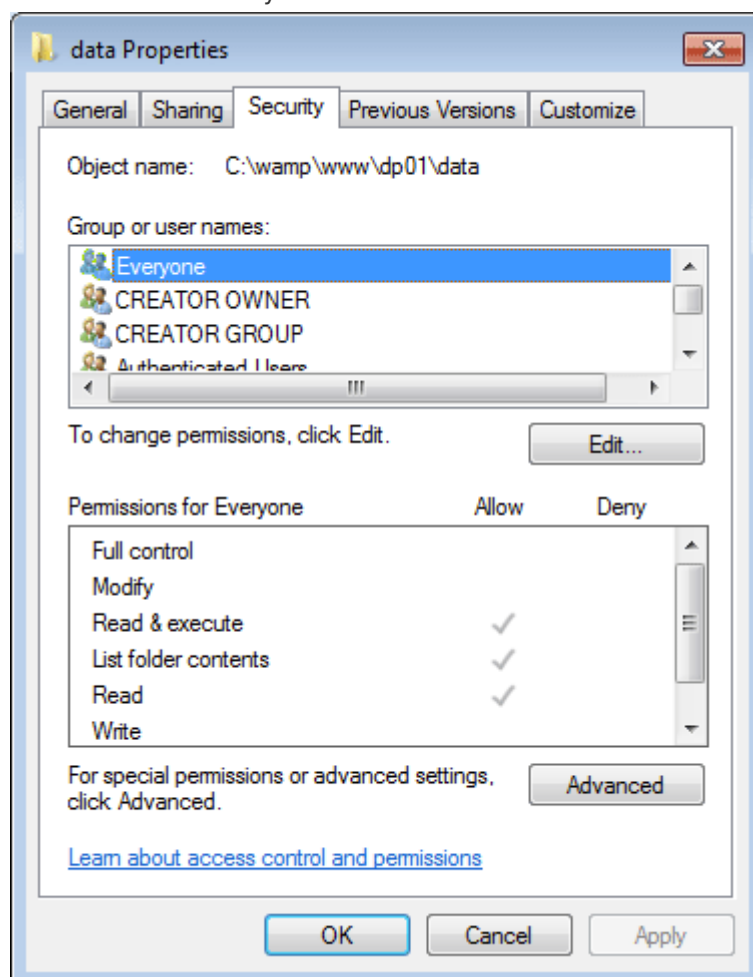 data Properties
General Sharing Security Previous Versions Customize
Object name: C:\wamp\www\dp01\data
Group or user names:
Everyone
CREATOR OWNER
CREATOR GROUP
Authenticated Users
To change permissions, click Edit.
Edit...
Permissions for Everyone Allow Deny
Full control
Modify
Read & execute
List folder contents
Read
Write
For special permissions or advanced settings,
click Advanced.
Advanced
Learn about access control and permissions
OK Cancel Apply